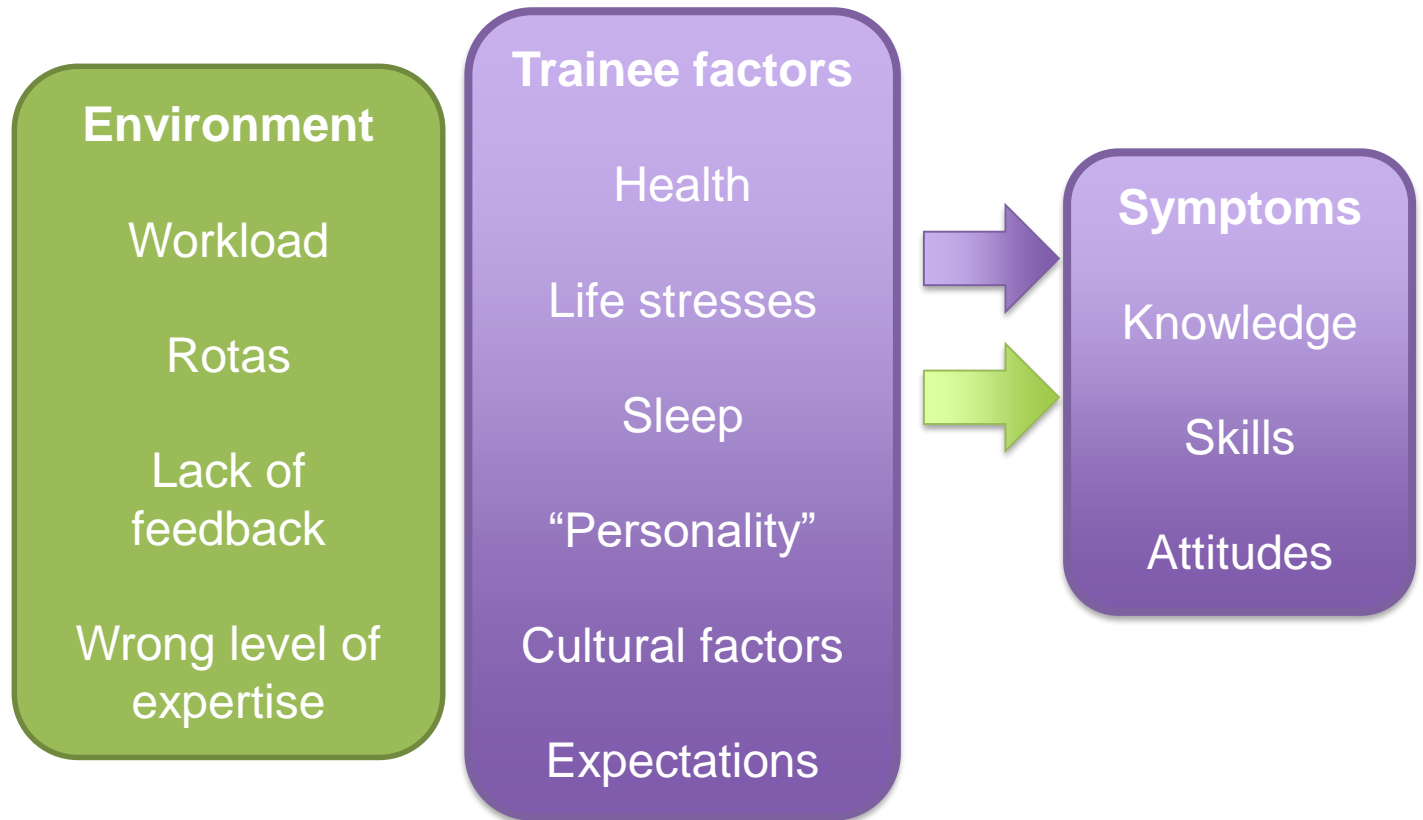 Environment
Workload
Rotas
Lack of
feedback
Wrong level of
expertise
Trainee factors
Health
Life stresses
Sleep
“Personality”
Cultural factors
Expectations
Symptoms
Knowledge
Skills
Attitudes